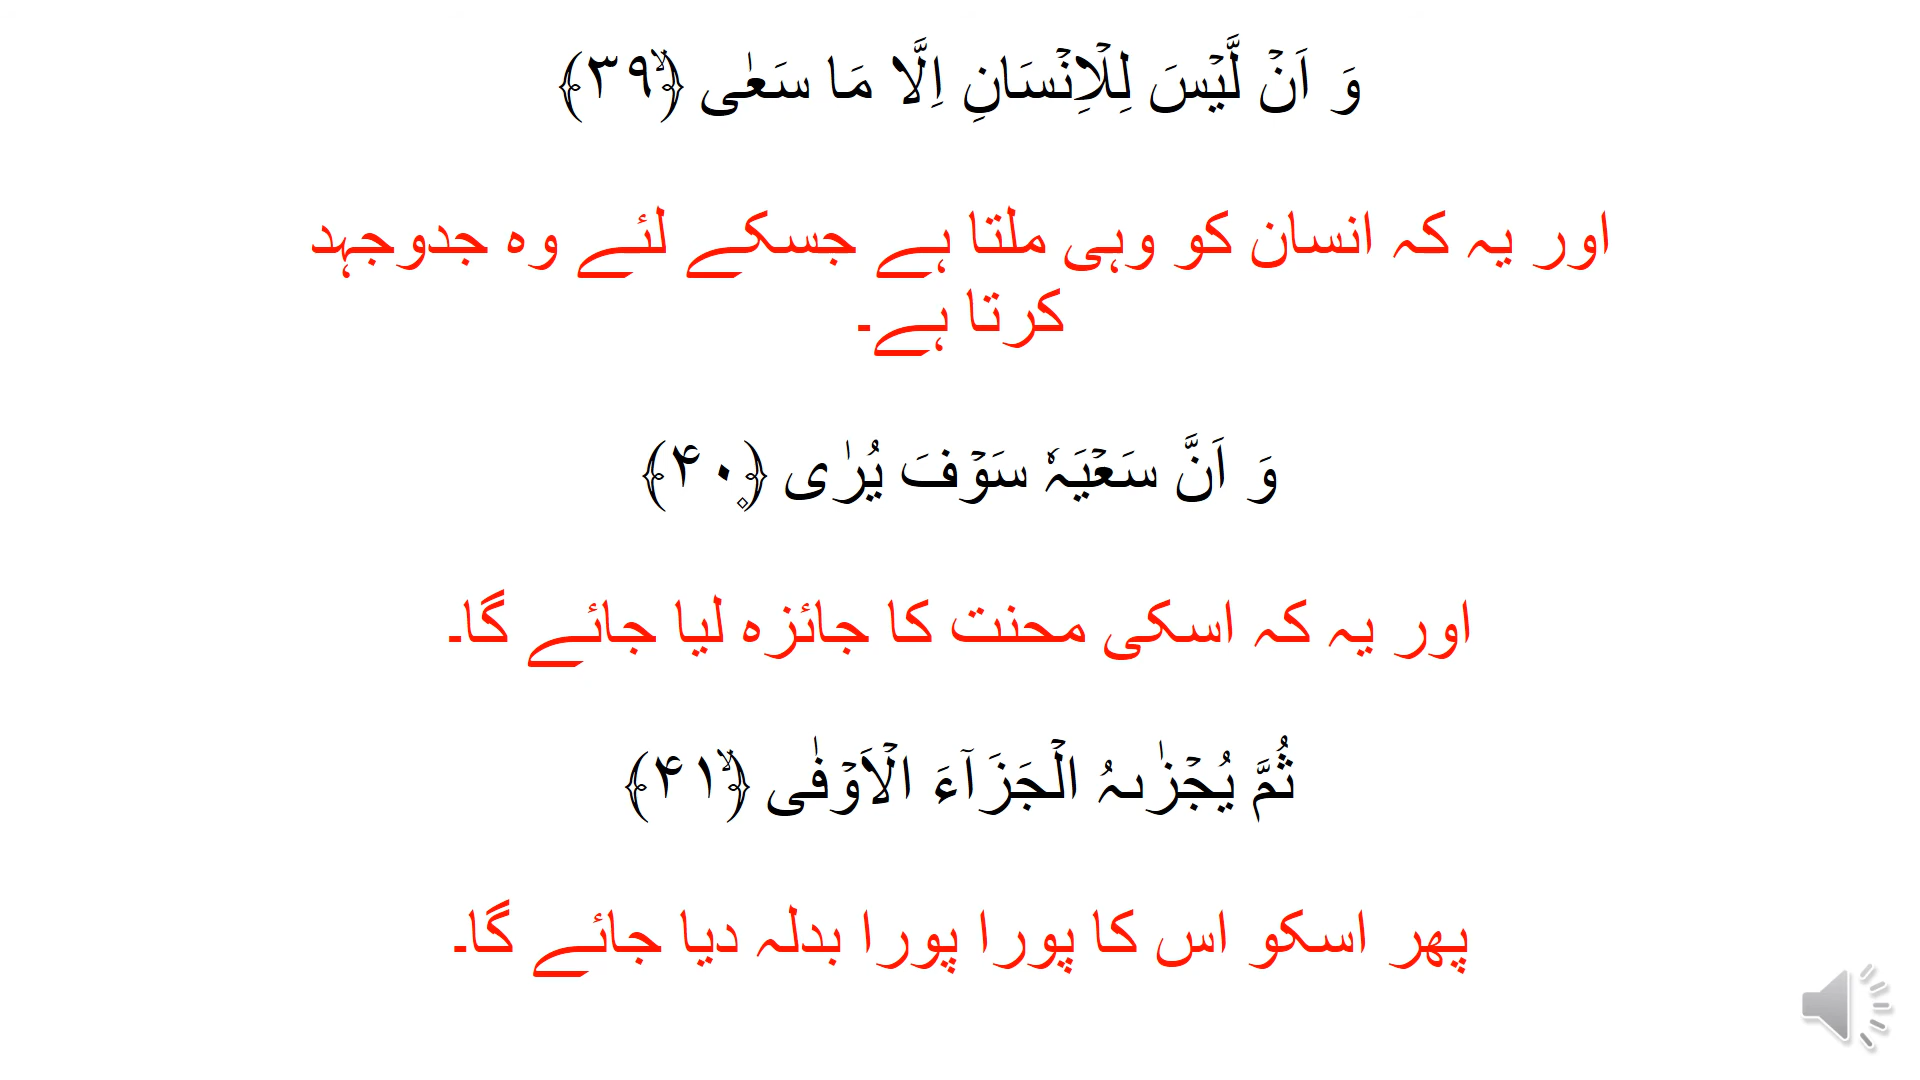 وَ اَنۡ لَّیۡسَ لِلۡاِنۡسَانِ اِلَّا مَا سَعٰی ﴿ۙ۳۹﴾
اور یہ کہ انسان کو وہی ملتا ہے جسکے لئے وہ جدوجہد
کرتا ہے۔
وَ اَنَّ سَعۡیَہٗ سَوۡفَ یُرٰی ﴿۪۴۰﴾
اور یہ کہ اسکی محنت کا جائزہ لیا جائے گا۔
ثُمَّ یُجۡزٰىہُ الۡجَزَآءَ الۡاَوۡفٰی ﴿ۙ۴۱﴾
پھر اسکو اس کا پورا پورا بدلہ دیا جائے گا۔